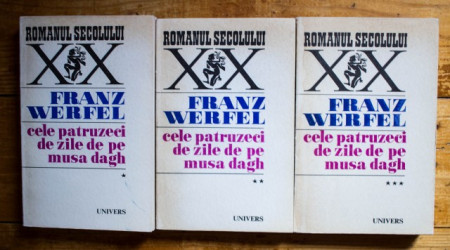 ROMANUL SECOLULUI
XX
FRANZ
WERFEL
cele patruzeci
de zile de pe
musa dagh
*
UNIVERS
ROMANUL SECOLULUI
XX
FRANZ
WERFEL
cele patruzeci
de zile de pe
musa dagh
**
UNIVERS
ROMANUL SECOLULUI
XX
FRANZ
WERFEL
cele patruzeci
de zile de pe
musa dagh
***
UNIVERS